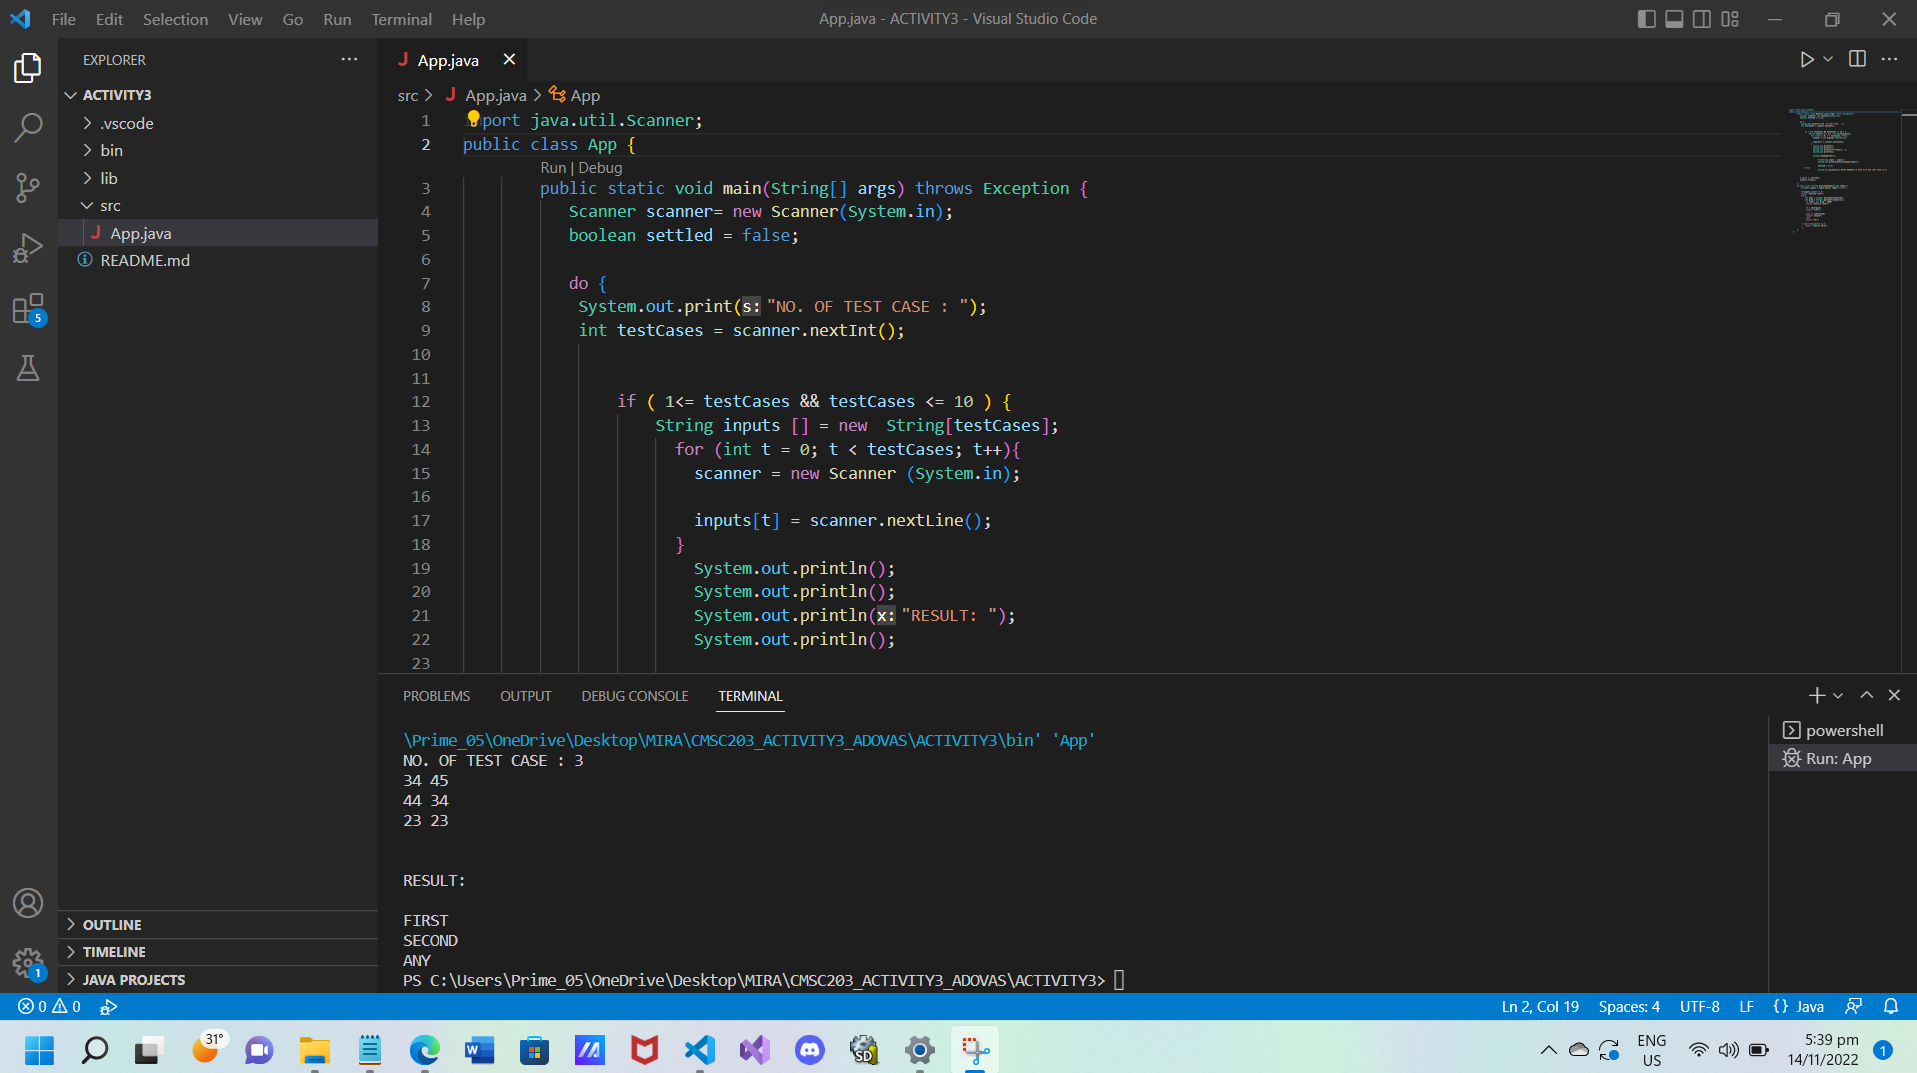 File Edit Selection View Go Run Terminal Help
App.java - ACTIVITY3 - Visual Studio Code
EXPLORER
ACTIVITY3
.vscode
bin
lib
src
J App.java
README.md
OUTLINE
TIMELINE
JAVA PROJECTS
5
1
J App.java
src > J App.java > App
1 import java.util.Scanner;
2 public class App {
Run | Debug
3 public static void main(String[] args) throws Exception {
4 Scanner scanner= new Scanner(System.in);
5 boolean settled = false;
6
7 do {
8 System.out.print(s: "NO. OF TEST CASE : ");
9 int testCases = scanner.nextInt();
10
11
12 if ( 1<= testCases && testCases <= 10 ) {
13 String inputs [] = new  String[testCases];
14 for (int t = 0; t < testCases; t++){
15 scanner = new Scanner (System.in);
16
17 inputs[t] = scanner.nextLine();
18 }
19 System.out.println();
20 System.out.println();
21 System.out.println(x: "RESULT: ");
22 System.out.println();
23
PROBLEMS OUTPUT DEBUG CONSOLE TERMINAL
\Prime_05\OneDrive\Desktop\MIRA\CMSC203_ACTIVITY3_ADOVAS\ACTIVITY3\bin' 'App'
NO. OF TEST CASE : 3
34 45
44 34
23 23
RESULT:
FIRST
SECOND
ANY
PS C:\Users\Prime_05\OneDrive\Desktop\MIRA\CMSC203_ACTIVITY3_ADOVAS\ACTIVITY3>
powershell
Run: App
0 0
Ln 2, Col 19 Spaces: 4 UTF-8 LF {} Java
31°
SD
ENG
US
5:39 pm
14/11/2022
1